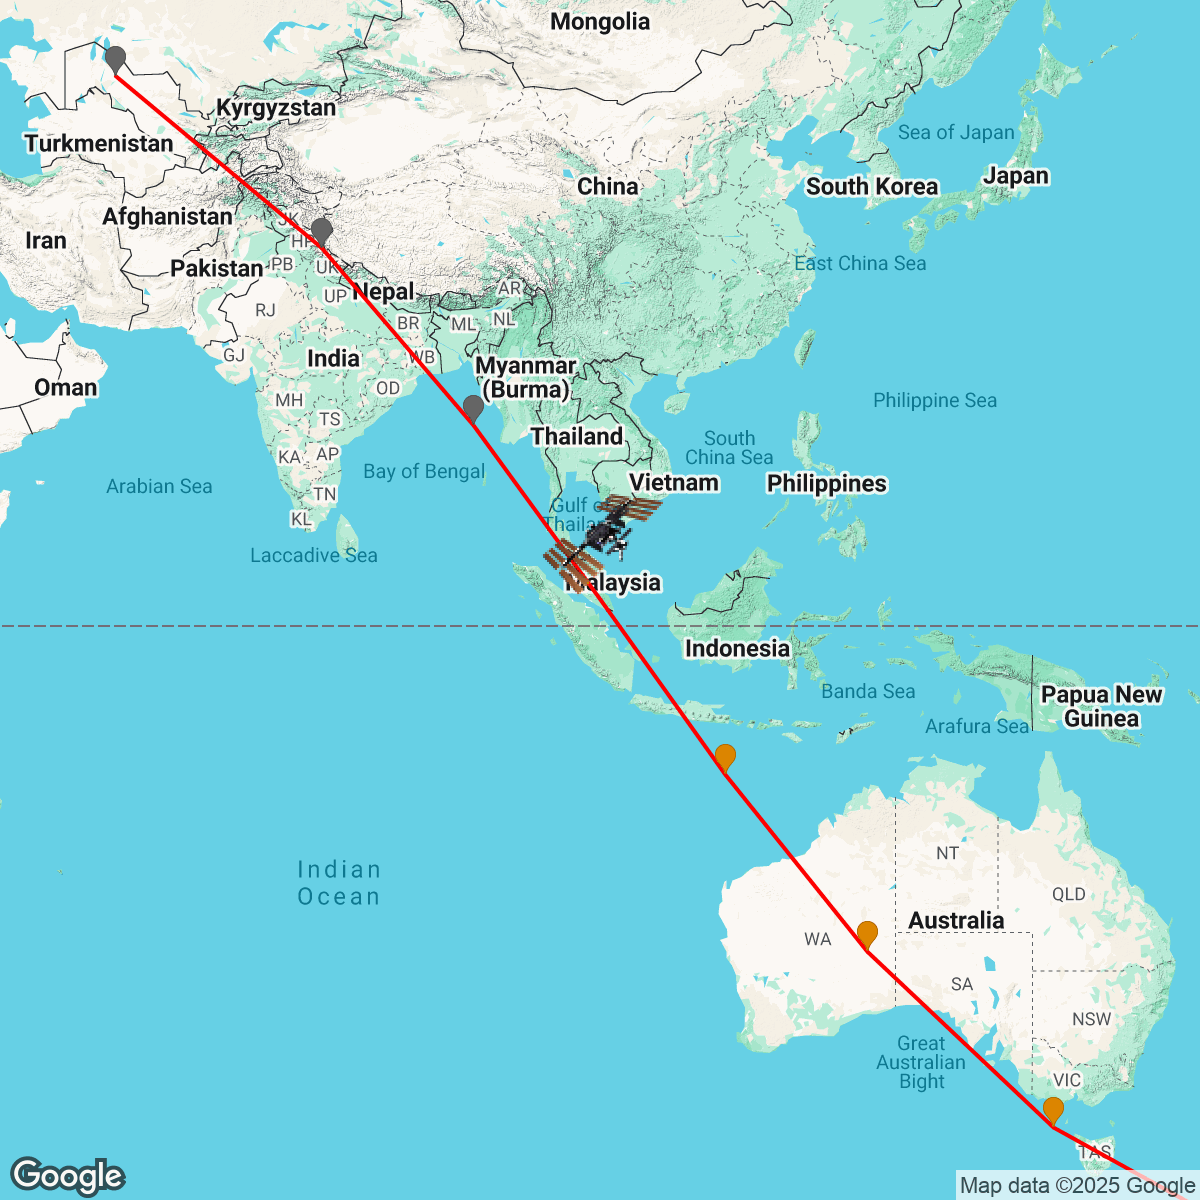 Mongolia
Kyrgyzstan
Sea of Japan
Turkmenistan
China
South Korea
Japan
Afghanistan
JK
Iran
HP
East China Sea
Pakistan
PB
UK
UP
Nepal
AR
RJ
BR
ML
NL
GJ
India
WB
Myanmar
(Burma)
Oman
OD
MH
Philippine Sea
TS
Thailand
South
China Sea
KA
AP
Bay of Bengal
Vietnam
Philippines
Arabian Sea
TN
Gulf of
Thailand
KL
Laccadive Sea
Malaysia
Indonesia
Banda Sea
Papua New
Guinea
Arafura Sea
Indian
Ocean
NT
QLD
Australia
WA
SA
NSW
Great
Australian
Bight
VIC
TAS
Google
Map data ©2025 Google